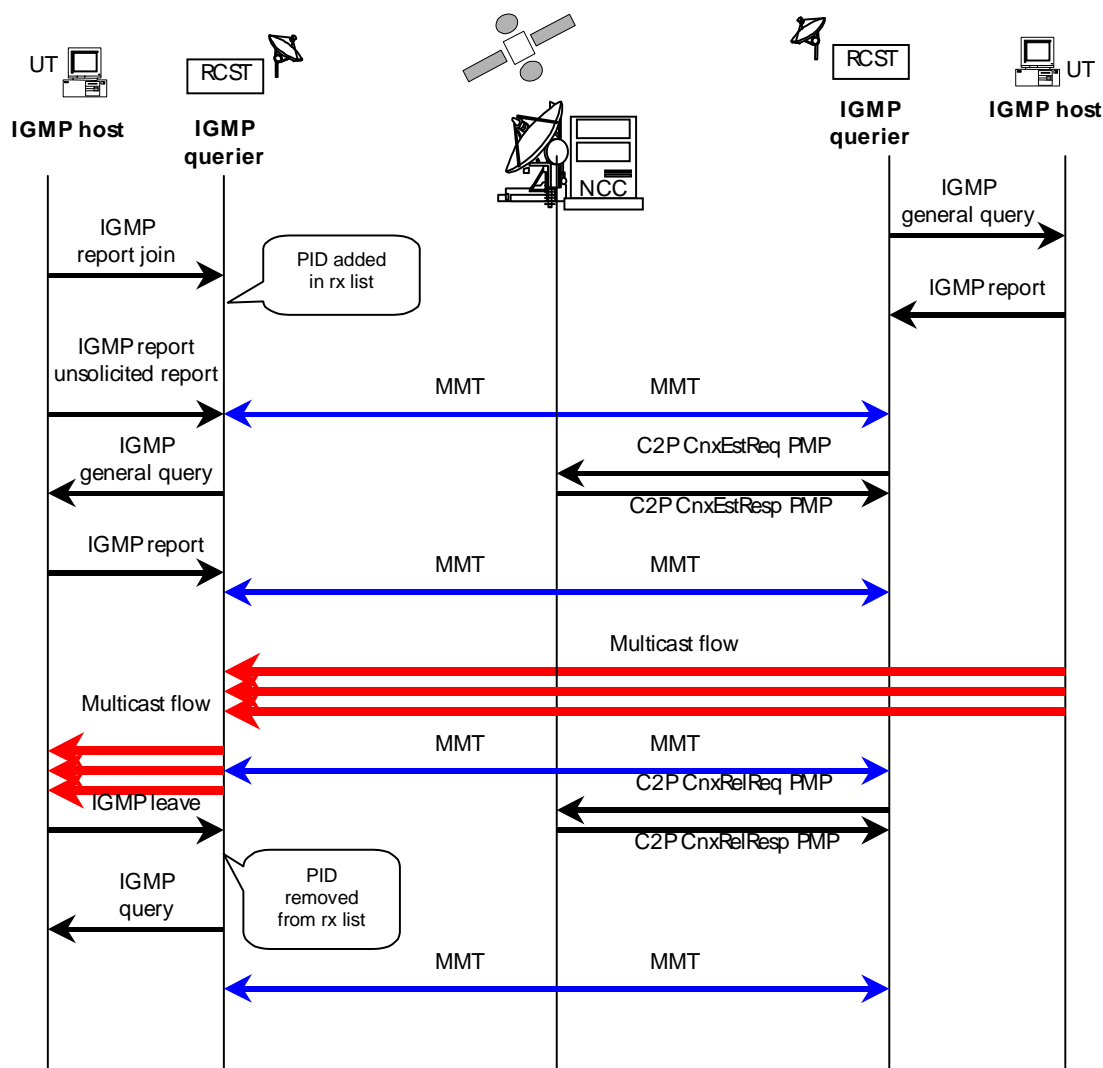 UT
RCST
RCST
UT
IGMP host
IGMP
querier
NCC
IGMP
querier
IGMP host
IGMP
general query
IGMP
report join
PID added
in rx list
IGMP report
IGMP report
unsolicited report
MMT
MMT
IGMP
general query
C2P CnxEstReq PMP
C2P CnxEstResp PMP
IGMP report
MMT
MMT
Multicast flow
Multicast flow
MMT
MMT
C2P CnxRelReq PMP
IGMP leave
C2P CnxRelResp PMP
PID
removed
from rx list
IGMP
query
MMT
MMT